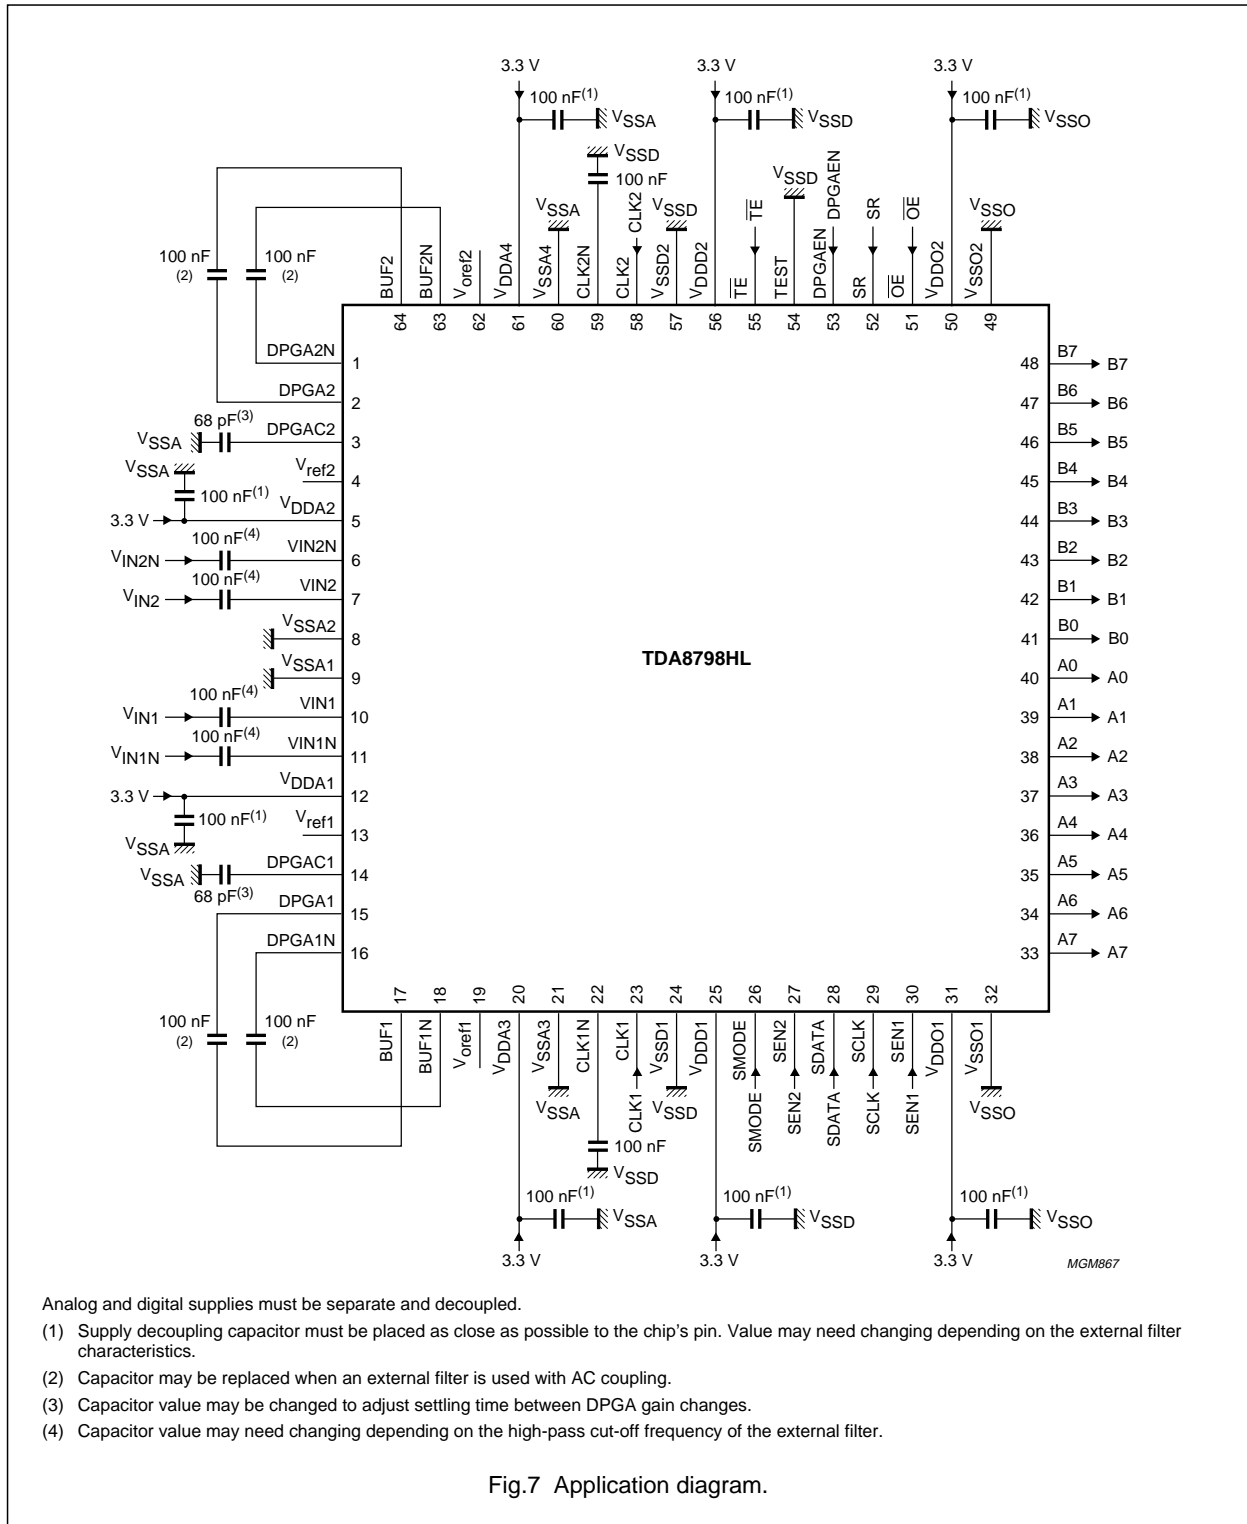 3.3 V 3.3 V 3.3 V
100 nF(1) VSSA 100 nF(1) VSSD 100 nF(1) VSSO
VSSD
100 nF
VSSA CLK2 VSSD TE VSSD DPGAEN SR OE VSSO
BUF2 BUF2N Voref2 VDDA4 VSSA4 CLK2N CLK2 VSSD2 VDDD2 TE TEST DPGAEN SR OE VDDO2 VSSO2
64 63 62 61 60 59 58 57 56 55 54 53 52 51 50 49
100 nF (2) 100 nF (2)
DPGA2N 1 48 B7 B7
DPGA2 2 47 B6 B6
VSSA 68 pF(3) DPGAC2 3 46 B5 B5
Vref2 4 45 B4 B4
VSSA 100 nF(1)
3.3 V VDDA2 5 44 B3 B3
VIN2N 100 nF(4) VIN2N 6 43 B2 B2
VIN2 100 nF(4) VIN2 7 42 B1 B1
VSSA2 8 41 B0 B0
TDA8798HL
VSSA1 9 40 A0 A0
VIN1 100 nF(4) VIN1 10 39 A1 A1
VIN1N 100 nF(4) VIN1N 11 38 A2 A2
3.3 V VDDA1 12 37 A3 A3
100 nF(1) VSSA
Vref1 13 36 A4 A4
VSSA 68 pF(3) DPGAC1 14 35 A5 A5
DPGA1 15 34 A6 A6
DPGA1N 16 33 A7 A7
17 18 19 20 21 22 23 24 25 26 27 28 29 30 31 32
100 nF (2) 100 nF (2)
BUF1 BUF1N Voref1 VDDA3 VSSA3 CLK1N CLK1 VSSD1 VDDD1 SMODE SEN2 SDATA SCLK SEN1 VDDO1 VSSO1
VSSA CLK1 VSSD SMODE SEN2 SDATA SCLK SEN1 VSSO
100 nF
VSSD
100 nF(1) VSSA 100 nF(1) VSSD 100 nF(1) VSSO
3.3 V 3.3 V 3.3 V
MGM867
Analog and digital supplies must be separate and decoupled.
(1) Supply decoupling capacitor must be placed as close as possible to the chip's pin. Value may need changing depending on the external filter
characteristics.
(2) Capacitor may be replaced when an external filter is used with AC coupling.
(3) Capacitor value may be changed to adjust settling time between DPGA gain changes.
(4) Capacitor value may need changing depending on the high-pass cut-off frequency of the external filter.
Fig.7 Application diagram.